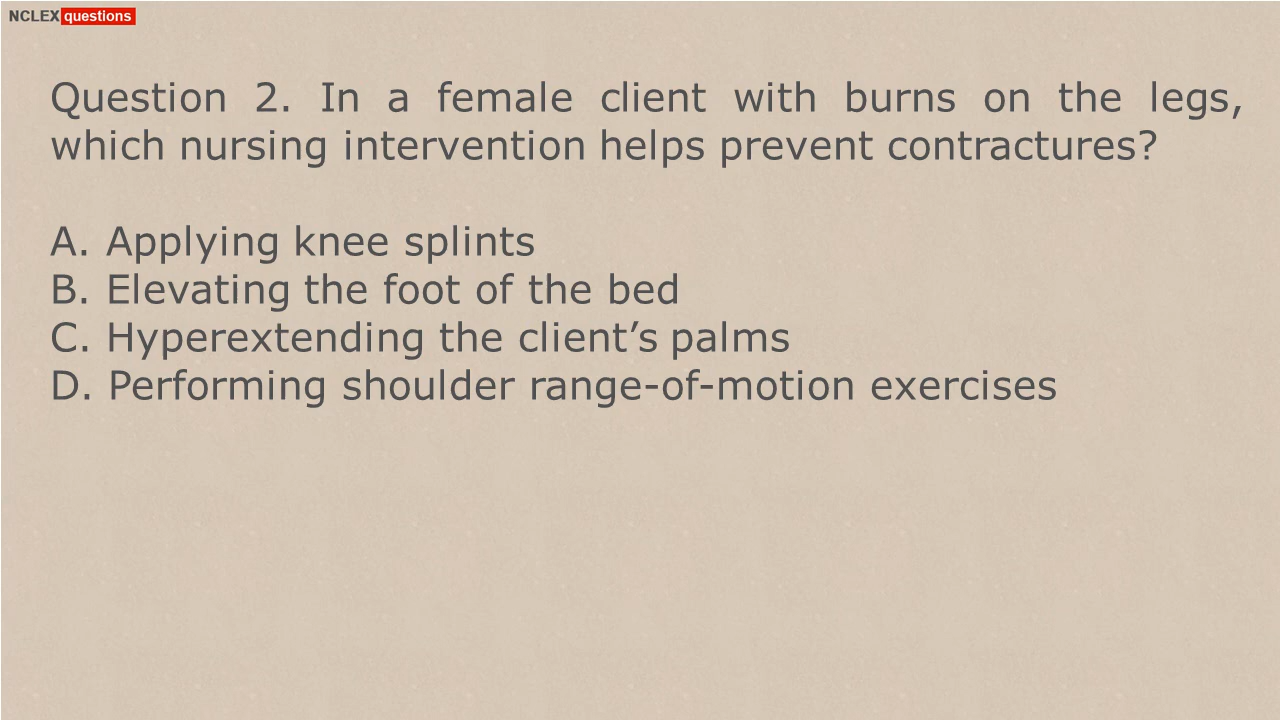 NCLEX questions
Question 2. In a female client with burns on the legs,
which nursing intervention helps prevent contractures?
A. Applying knee splints
B. Elevating the foot of the bed
C. Hyperextending the client’s palms
D. Performing shoulder range-of-motion exercises